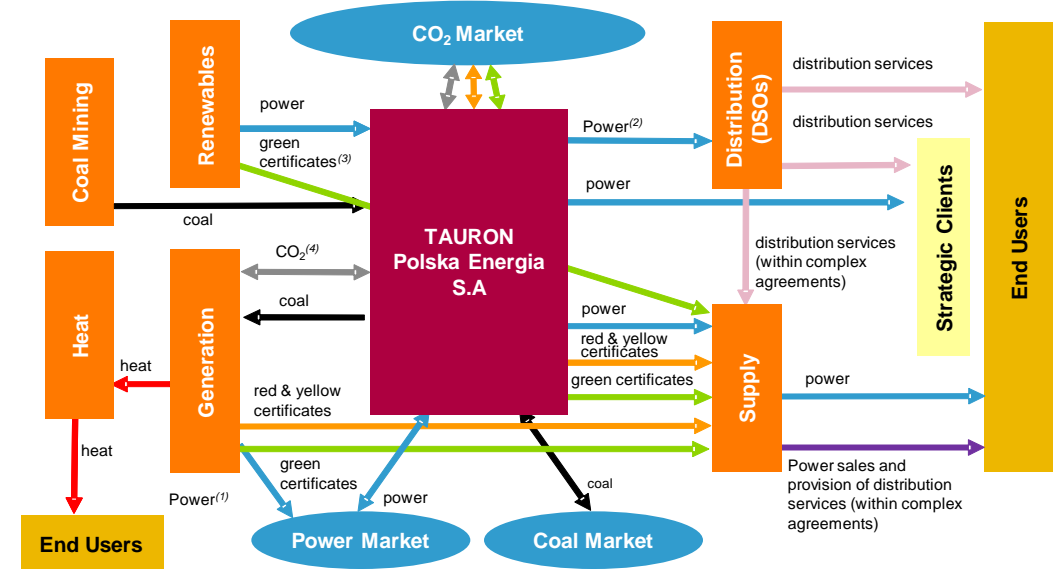 CO2 Market
Coal Mining
Renewables
power
green
certificates(3)
coal
TAURON
Polska Energia
S.A
Power(2)
power
Distribution
(DSOs)
distribution services
distribution services
distribution services
(within complex
agreements)
Strategic Clients
End Users
CO2(4)
coal
Heat
heat
Generation
red & yellow
certificates
power
red & yellow
certificates
green certificates
Supply
power
heat
Power(1)
green
certificates
power
coal
Power sales and
provision of distribution
services (within complex
agreements)
End Users
Power Market
Coal Market